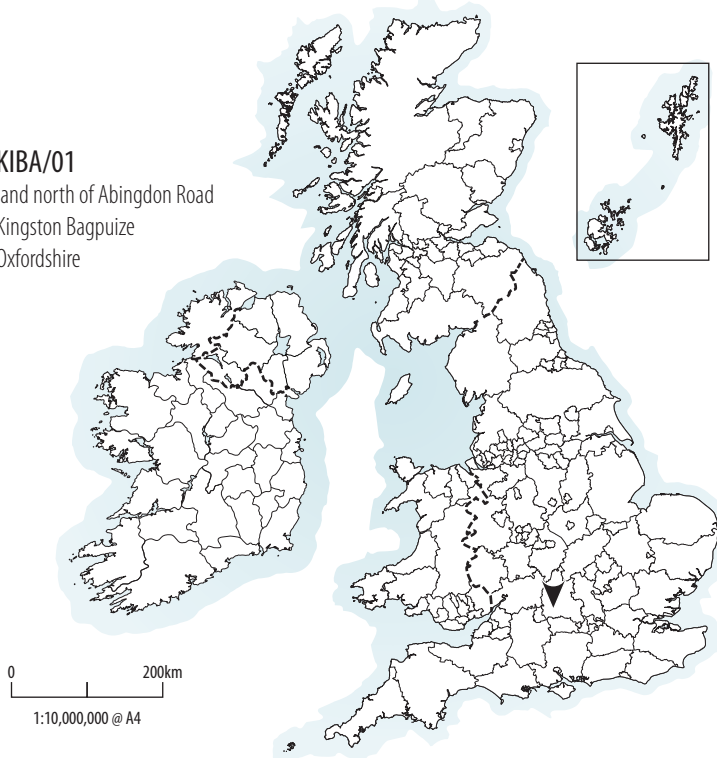 KIBA/01
and north of Abingdon Road
Kingston Bagpuize
Oxfordshire
0 200km
1:10,000,000 @ A4